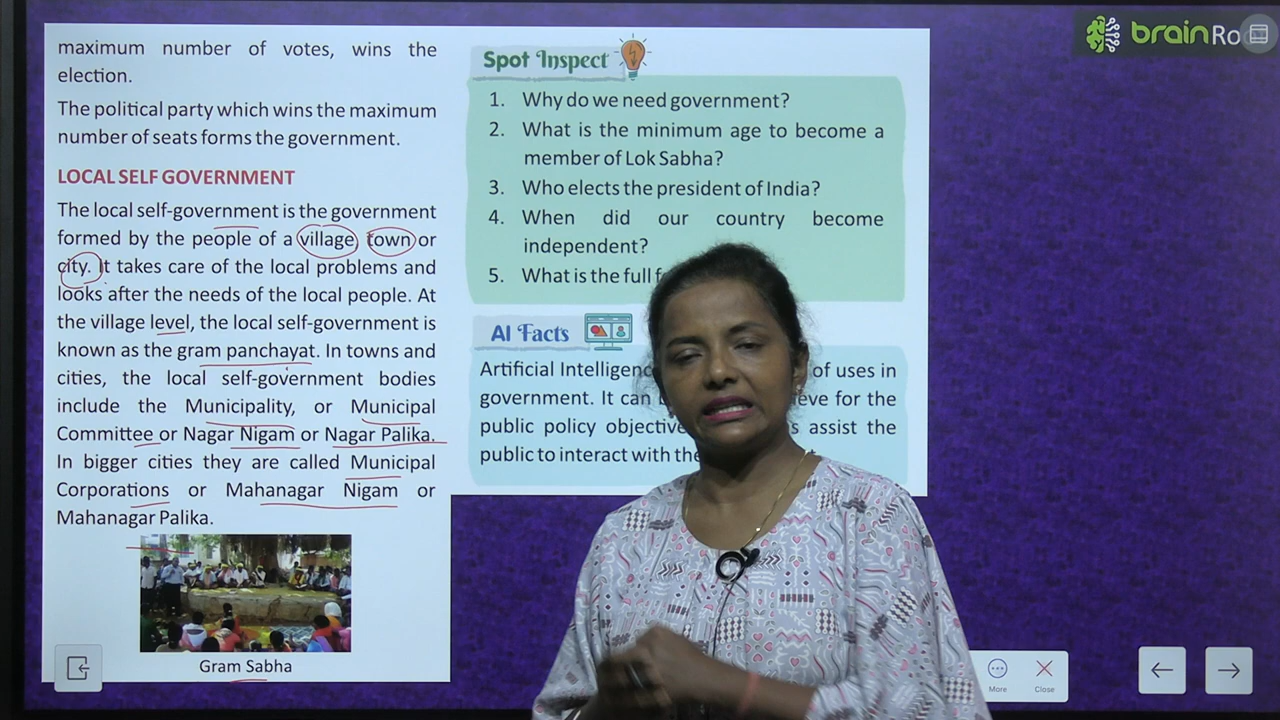 maximum number of votes, wins the
election.
The political party which wins the maximum
number of seats forms the government.
LOCAL SELF GOVERNMENT
The local self-government is the government
formed by the people of a village, town or
city. It takes care of the local problems and
looks after the needs of the local people. At
the village level, the local self-government is
known as the gram panchayat. In towns and
cities, the local self-government bodies
include the Municipality, or Municipal
Committee or Nagar Nigam or Nagar Palika.
In bigger cities they are called Municipal
Corporations or Mahanagar Nigam or
Mahanagar Palika.
Gram Sabha
Spot Inspect
1. Why do we need government?
2. What is the minimum age to become a
member of Lok Sabha?
3. Who elects the president of India?
4. When did our country become
independent?
5. What is the full
AI Facts
Artificial of uses in
government. It can for the
public policy assist the
public to interact with
brain
More
Close